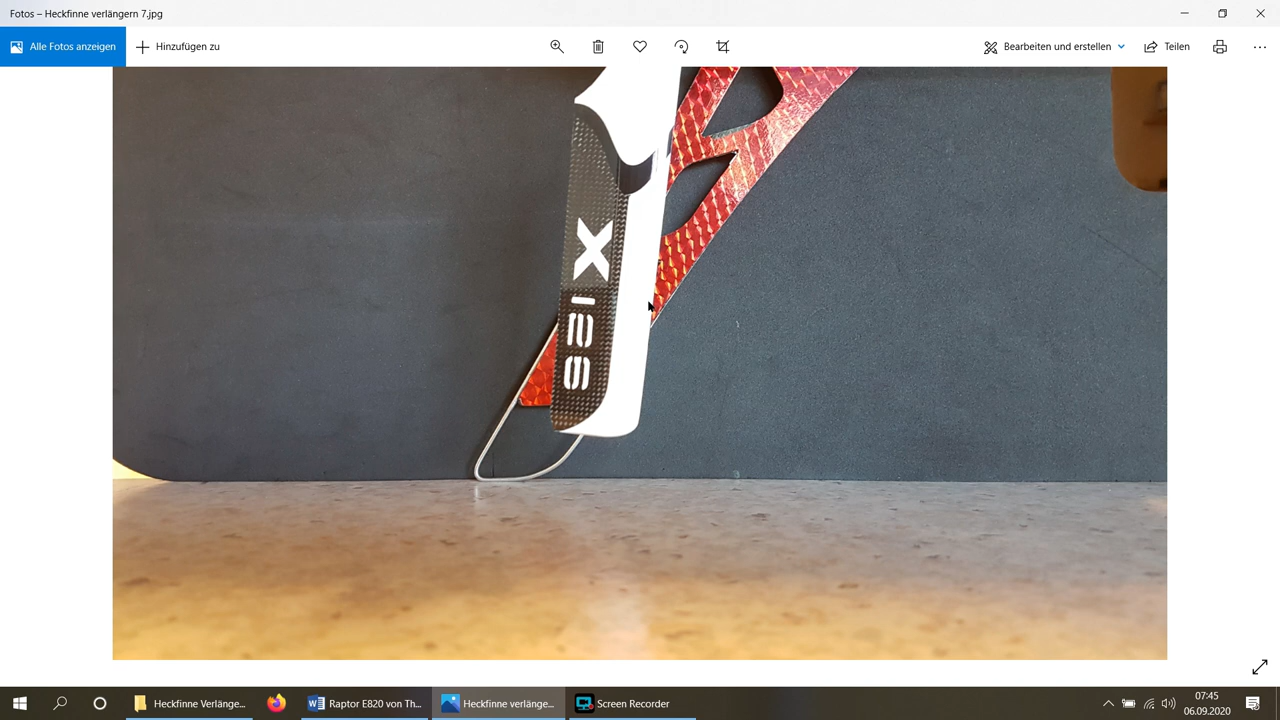 Fotos – Heckfinne verlängern 7.jpg
Alle Fotos anzeigen
Hinzufügen zu
Bearbeiten und erstellen
Teilen
XI8S
Heckfinne Verlänge...
Raptor E820 von Th...
Heckfinne verlänge...
Screen Recorder
07:45
06.09.2020